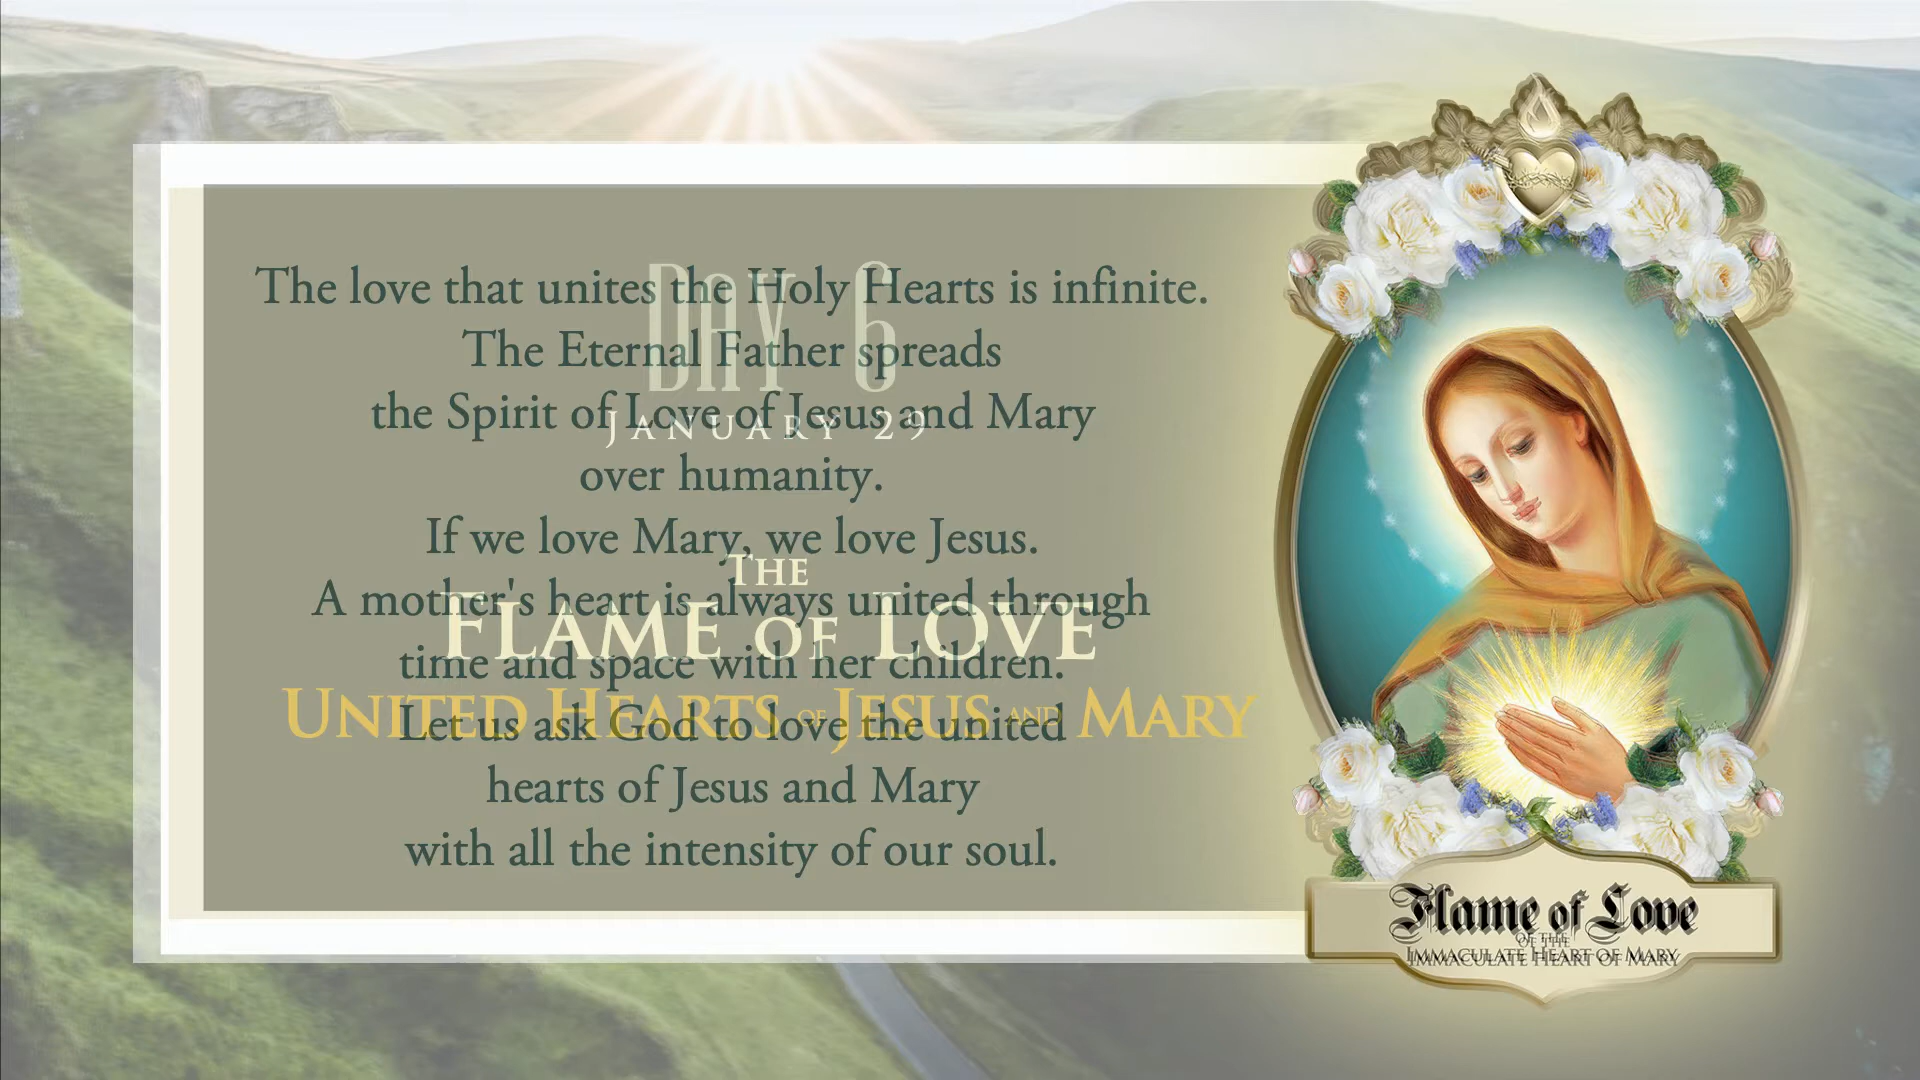 The love that unites the Holy Hearts is infinite.
The Eternal Father spreads
the Spirit of Love of Jesus and Mary
over humanity.
If we love Mary, we love Jesus.
A mother's heart is always united through
time and space with her children.
Let us ask God to love the united
hearts of Jesus and Mary
with all the intensity of our soul.
DAY 6
JANUARY 29
THE
FLAME OF LOVE
UNITED HEARTS OF JESUS AND MARY
Flame of Love
OF THE
IMMACULATE HEART OF MARY